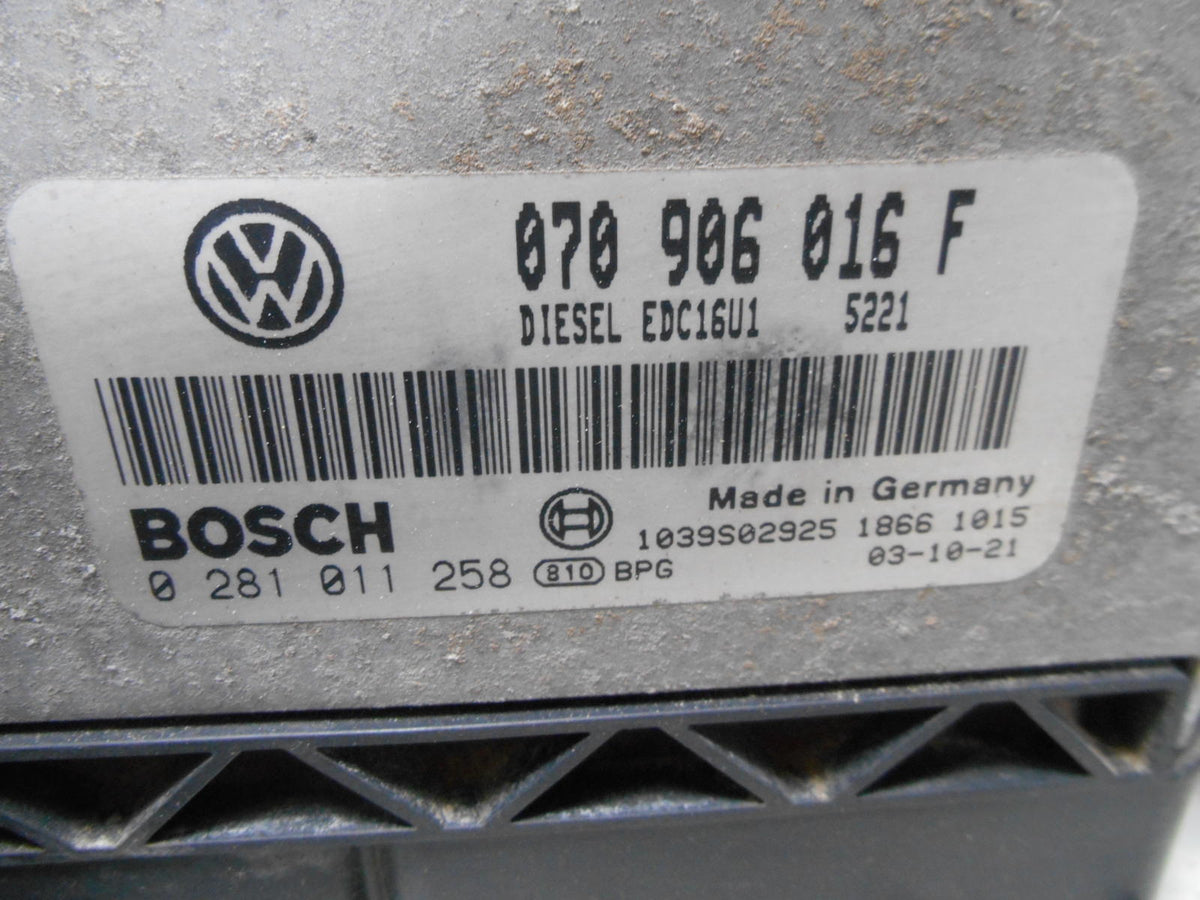 070 906 016 F
DIESEL EDC16U1 5221
BOSCH
Made in Germany
1039S02925 1866 1015
0 281 011 258 810 BPG
03-10-21